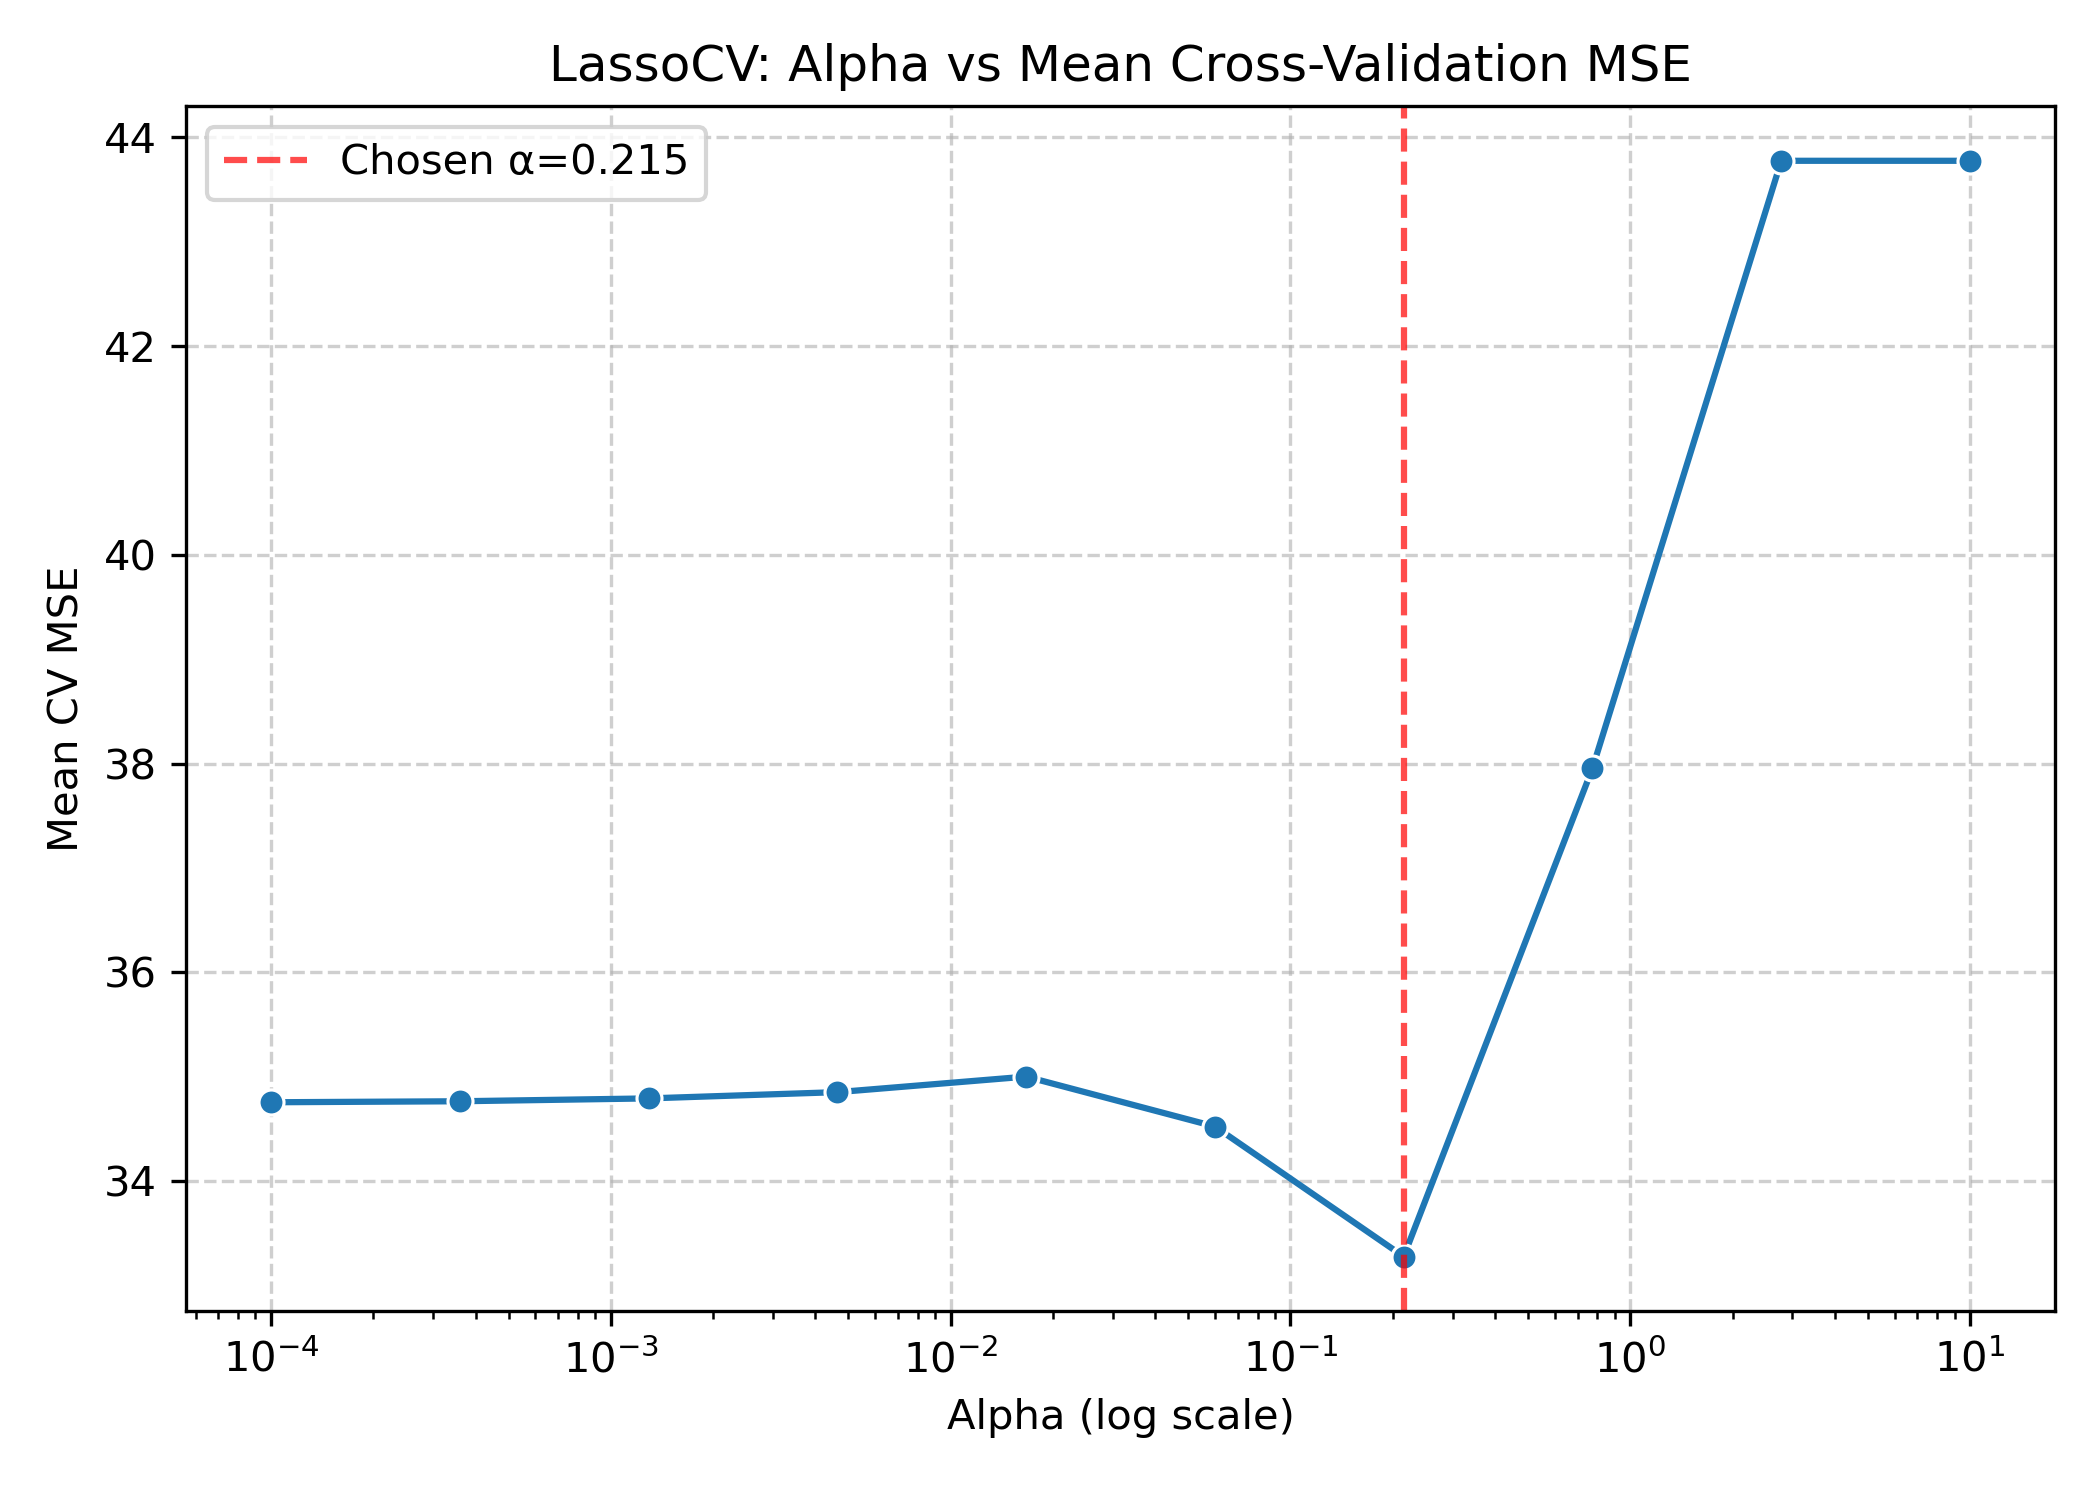 LassoCV: Alpha vs Mean Cross-Validation MSE
Chosen α=0.215
Mean CV MSE
44
42
40
38
36
34
10⁻⁴ 10⁻³ 10⁻² 10⁻¹ 10⁰ 10¹
Alpha (log scale)